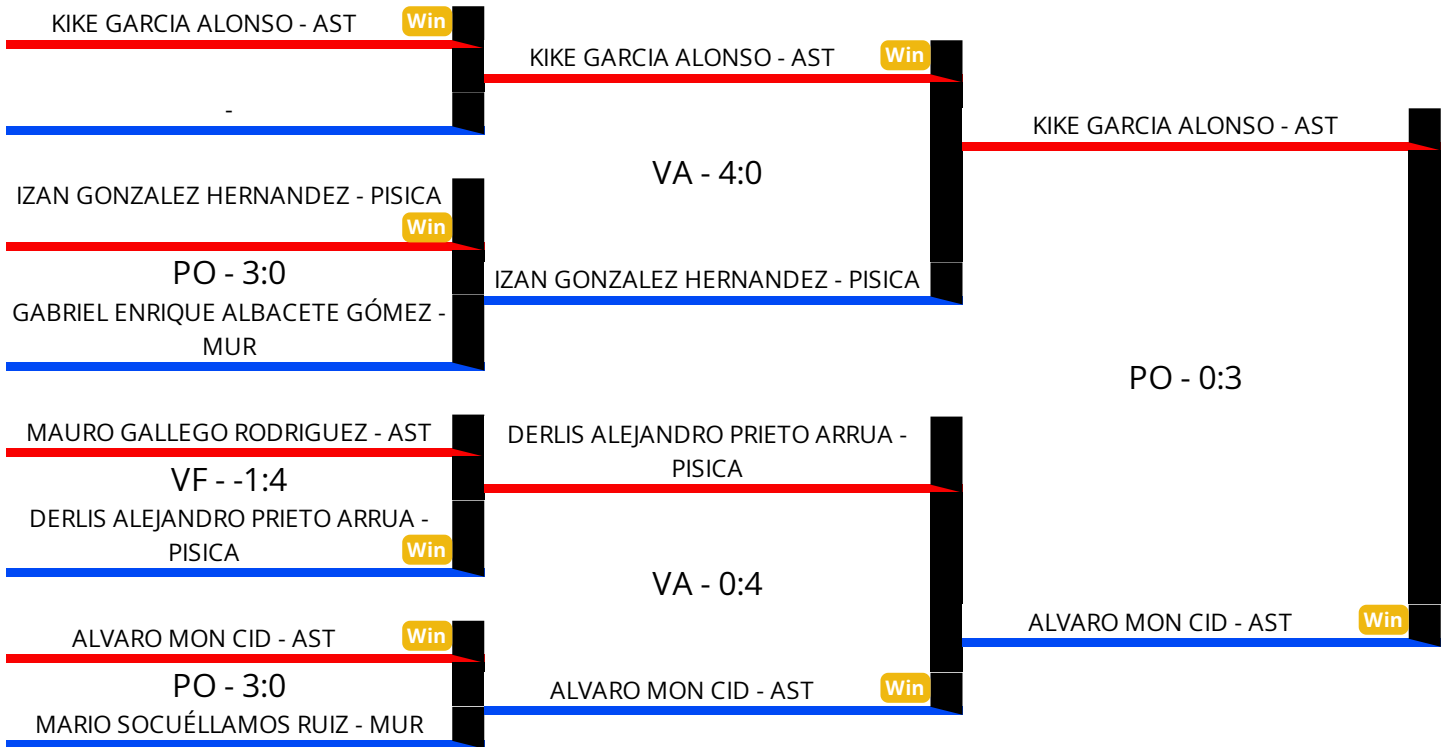 KIKE GARCIA ALONSO - AST Win
-
IZAN GONZALEZ HERNANDEZ - PISICA
Win
PO - 3:0
GABRIEL ENRIQUE ALBACETE GÓMEZ -
MUR
MAURO GALLEGO RODRIGUEZ - AST
VF - -1:4
DERLIS ALEJANDRO PRIETO ARRUA -
PISICA Win
ALVARO MON CID - AST Win
PO - 3:0
MARIO SOCUÉLLAMOS RUIZ - MUR
KIKE GARCIA ALONSO - AST Win
VA - 4:0
IZAN GONZALEZ HERNANDEZ - PISICA
DERLIS ALEJANDRO PRIETO ARRUA -
PISICA
VA - 0:4
ALVARO MON CID - AST Win
KIKE GARCIA ALONSO - AST
PO - 0:3
ALVARO MON CID - AST Win